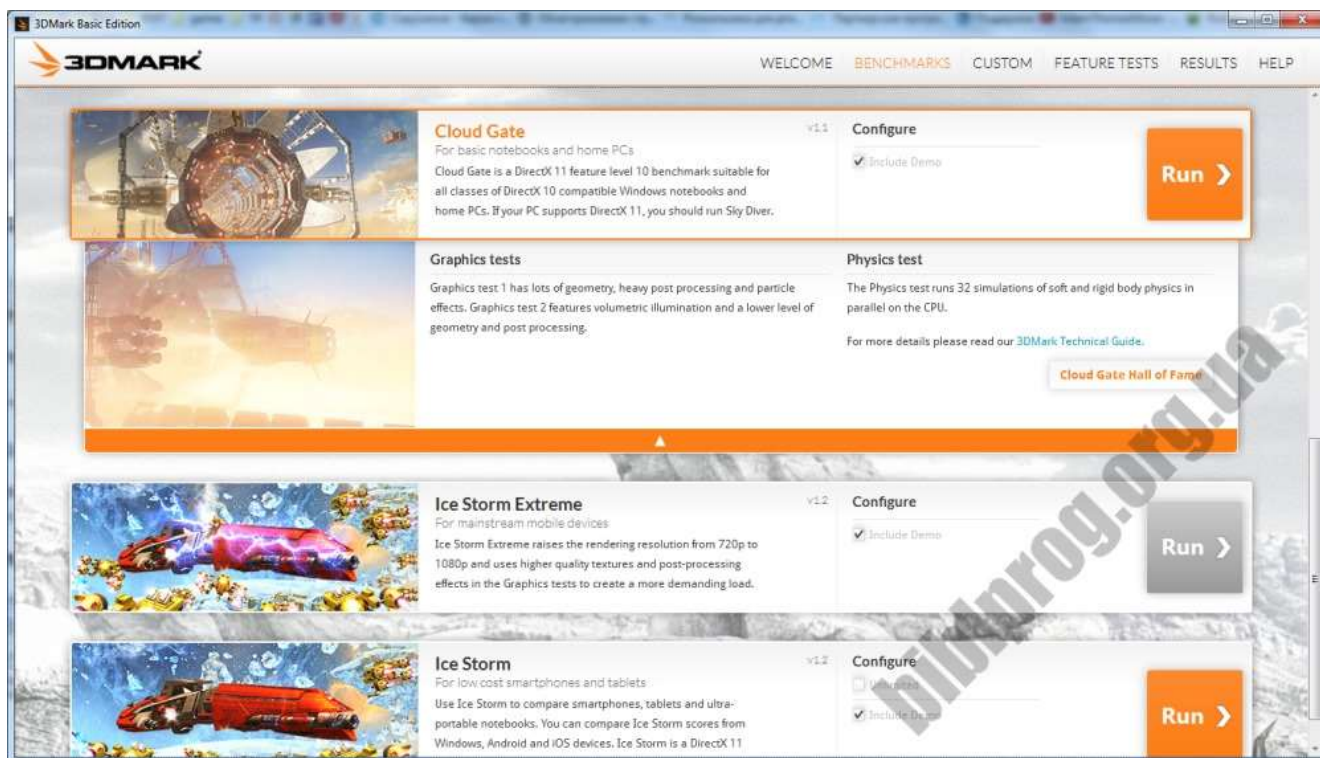 3DMark Basic Edition
3DMARK
WELCOME BENCHMARKS CUSTOM FEATURE TESTS RESULTS HELP
Cloud Gate v1.1
For basic notebooks and home PCs
Cloud Gate is a DirectX 11 feature level 10 benchmark suitable for
all classes of DirectX 10 compatible Windows notebooks and
home PCs. If your PC supports DirectX 11, you should run Sky Diver.
Configure
Include Demo
Run
Graphics tests
Graphics test 1 has lots of geometry, heavy post processing and particle
effects. Graphics test 2 features volumetric illumination and a lower level of
geometry and post processing.
Physics test
The Physics test runs 32 simulations of soft and rigid body physics in
parallel on the CPU.
For more details please read our 3DMark Technical Guide.
Cloud Gate Hall of Fame
Ice Storm Extreme v1.2
For mainstream mobile devices
Ice Storm Extreme raises the rendering resolution from 720p to
1080p and uses higher quality textures and post-processing
effects in the Graphics tests to create a more demanding load.
Configure
Include Demo
Run
Ice Storm v1.2
For low cost smartphones and tablets
Use Ice Storm to compare smartphones, tablets and ultra-
portable notebooks. You can compare Ice Storm scores from
Windows, Android and iOS devices. Ice Storm is a DirectX 11
Configure
Unlimited
Include Demo
Run
bidprog.org.ua